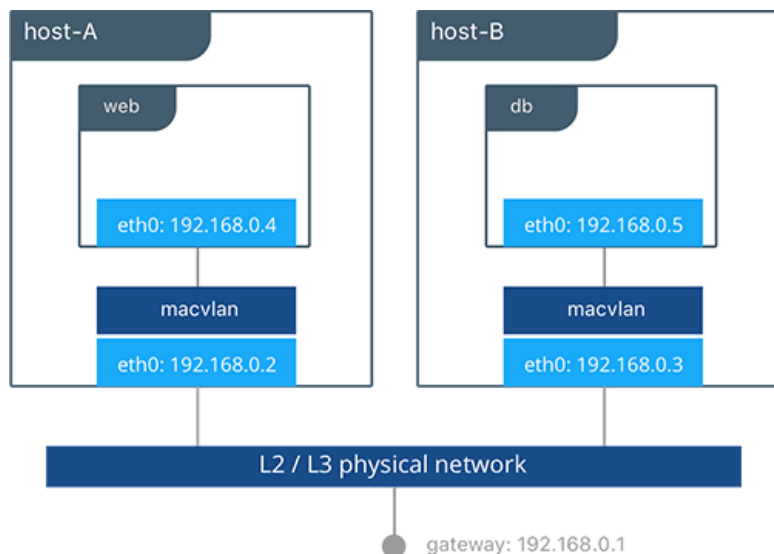 host-A
host-B
web
db
eth0: 192.168.0.4
eth0: 192.168.0.5
macvlan
macvlan
eth0: 192.168.0.2
eth0: 192.168.0.3
L2 / L3 physical network
gateway: 192.168.0.1